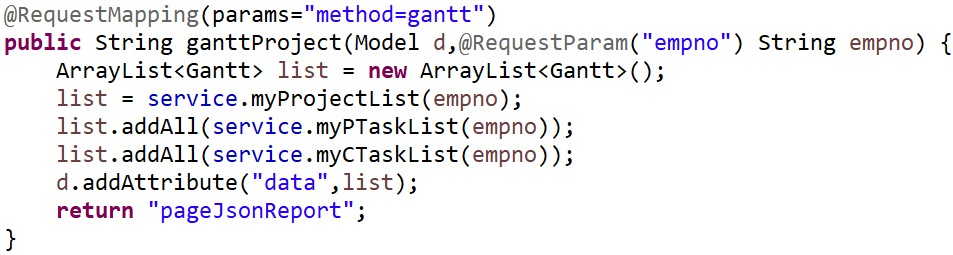 @RequestMapping(params="method=gantt")
public String ganttProject(Model d,@RequestParam("empno") String empno) {
    ArrayList<Gantt> list = new ArrayList<Gantt>();
    list = service.myProjectList(empno);
    list.addAll(service.myPTaskList(empno));
    list.addAll(service.myCTaskList(empno));
    d.addAttribute("data",list);
    return "pageJsonReport";
}